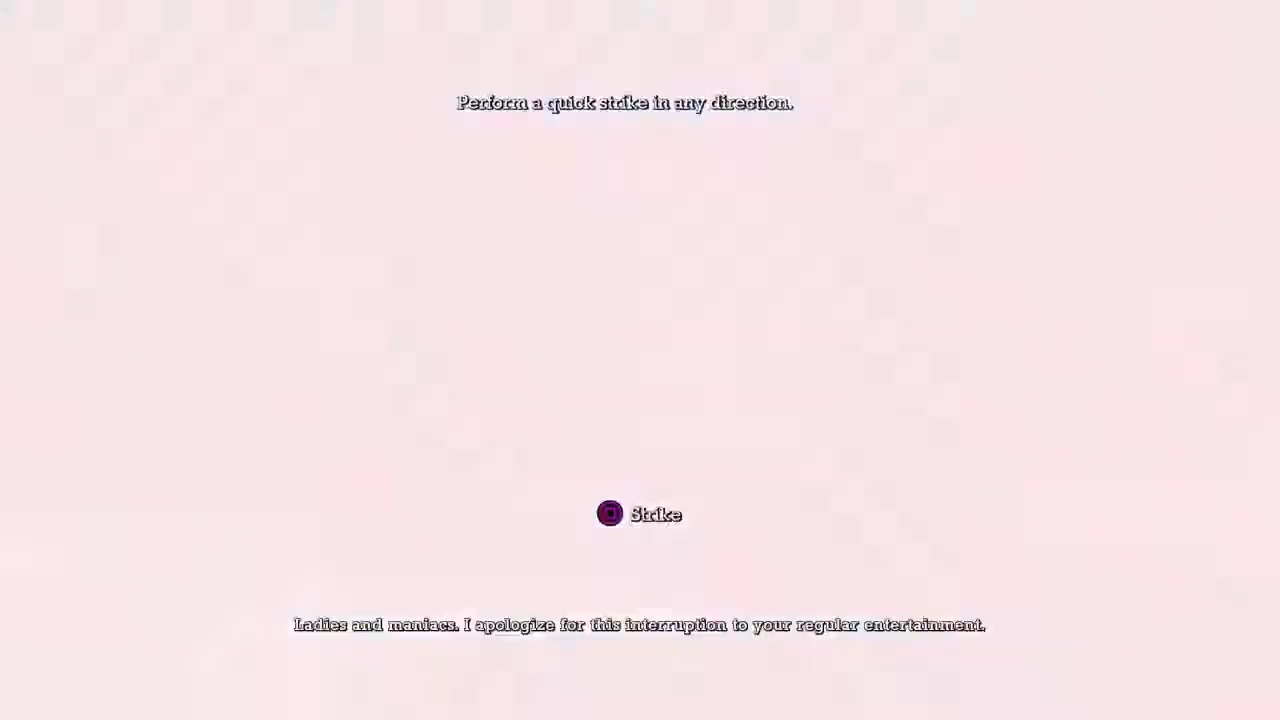 Perform a quick strike in any direction.
Strike
Ladies and maniacs. I apologize for this interruption to your regular entertainment.